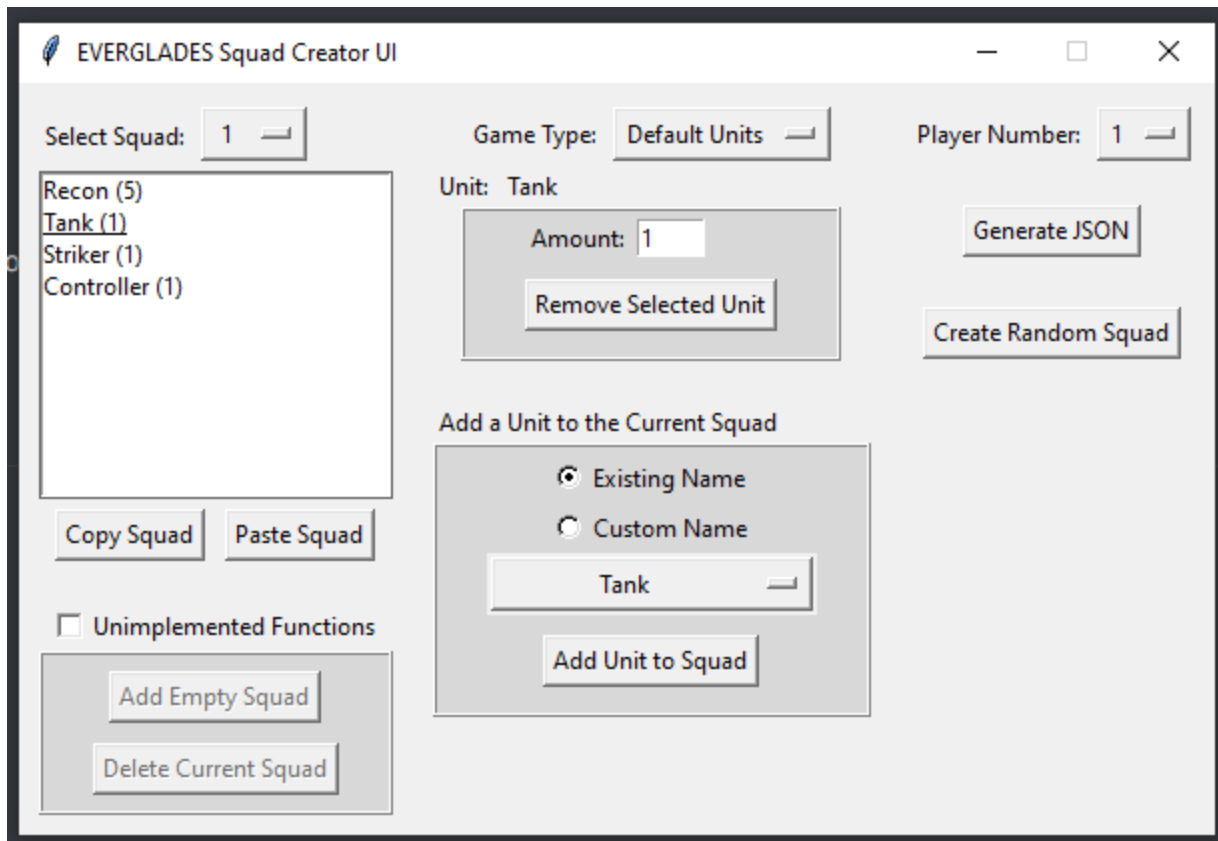 EVERGLADES Squad Creator UI
Select Squad: 1
Game Type: Default Units
Player Number: 1
Recon (5)
Tank (1)
Striker (1)
Controller (1)
Unit: Tank
Amount: 1
Remove Selected Unit
Generate JSON
Create Random Squad
Add a Unit to the Current Squad
Existing Name
Custom Name
Tank
Add Unit to Squad
Copy Squad
Paste Squad
Unimplemented Functions
Add Empty Squad
Delete Current Squad